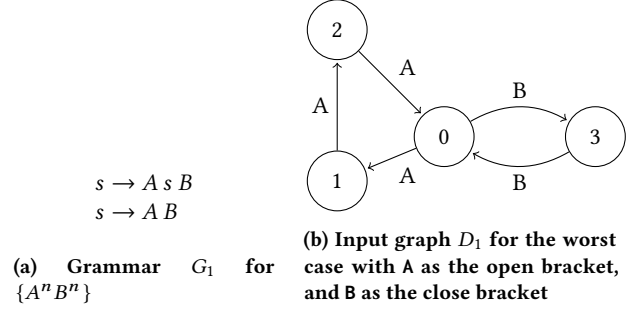 2
A
A
B
0
3
1
A
B
s → A s B
s → A B
(a) Grammar G₁ for
{AⁿBⁿ}
(b) Input graph D₁ for the worst
case with A as the open bracket,
and B as the close bracket